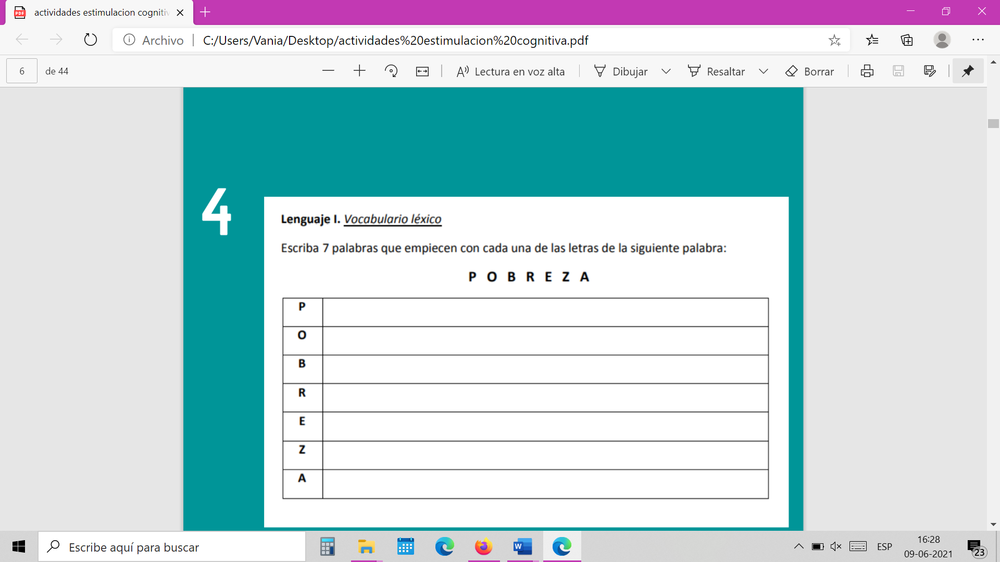 actividades estimulacion cognitiv
Archivo
C:/Users/Vania/Desktop/actividades%20estimulacion%20cognitiva.pdf
6 de 44
Lectura en voz alta
Dibujar
Resaltar
Borrar
4
Lenguaje I. Vocabulario léxico
Escriba 7 palabras que empiecen con cada una de las letras de la siguiente palabra:
P O B R E Z A
P
O
B
R
E
Z
A
Escribe aquí para buscar
ESP
16:28
09-06-2021
23